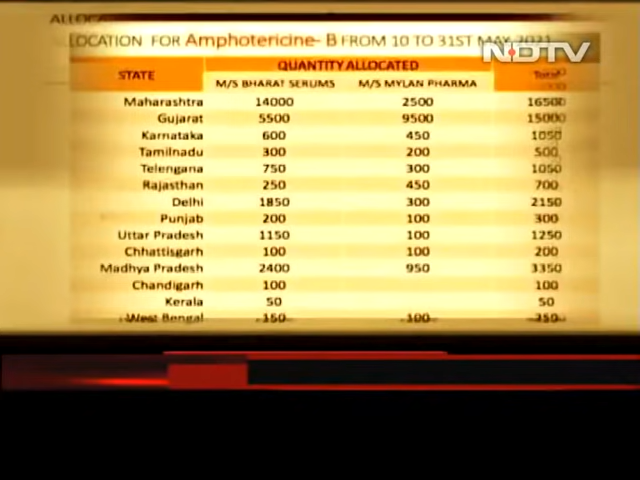 ALLOCA
LOCATION FOR Amphotericine- B FROM 10 TO 31ST MAY 2021
NDTV
STATE QUANTITY ALLOCATED Total
M/S BHARAT SERUMS M/S MYLAN PHARMA
Maharashtra 14000 2500 16500
Gujarat 5500 9500 15000
Karnataka 600 450 1050
Tamilnadu 300 200 500
Telengana 750 300 1050
Rajasthan 250 450 700
Delhi 1850 300 2150
Punjab 200 100 300
Uttar Pradesh 1150 100 1250
Chhattisgarh 100 100 200
Madhya Pradesh 2400 950 3350
Chandigarh 100 100
Kerala 50 50
West Bengal 150 100 250